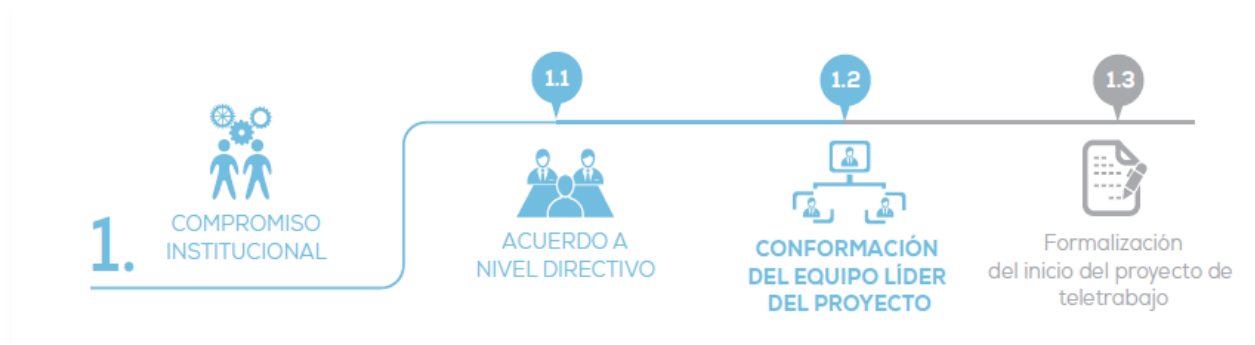 1.
COMPROMISO
INSTITUCIONAL
1.1
ACUERDO A
NIVEL DIRECTIVO
1.2
CONFORMACIÓN
DEL EQUIPO LÍDER
DEL PROYECTO
1.3
Formalización
del inicio del proyecto de
teletrabajo